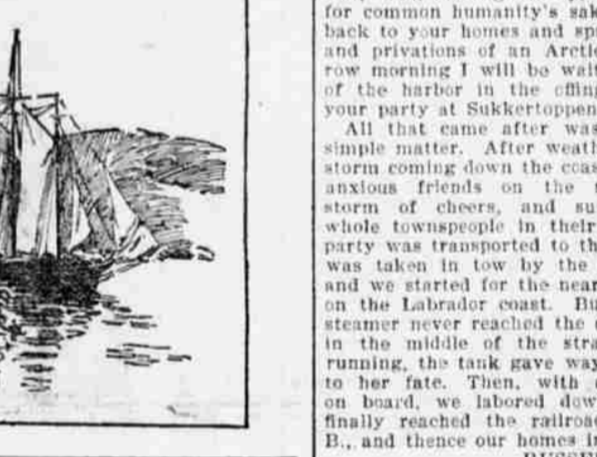 for common humanity's sak
back to your homes and sp
and privations of an Arctic
row morning I will be wait
of the harbor in the offing
your party at Sukkertoppen
All that came after was
simple matter. After weath
storm coming down the coas
anxious friends on the
storm of cheers, and su
whole townspeople in their
party was transported to th
was taken in tow by the
and we started for the near
on the Labrador coast. Bu
steamer never reached the
in the middle of the stra
running, the tank gave way
to her fate. Then, with
on board, we labored dow
finally reached the railroa
B., and thence our homes in